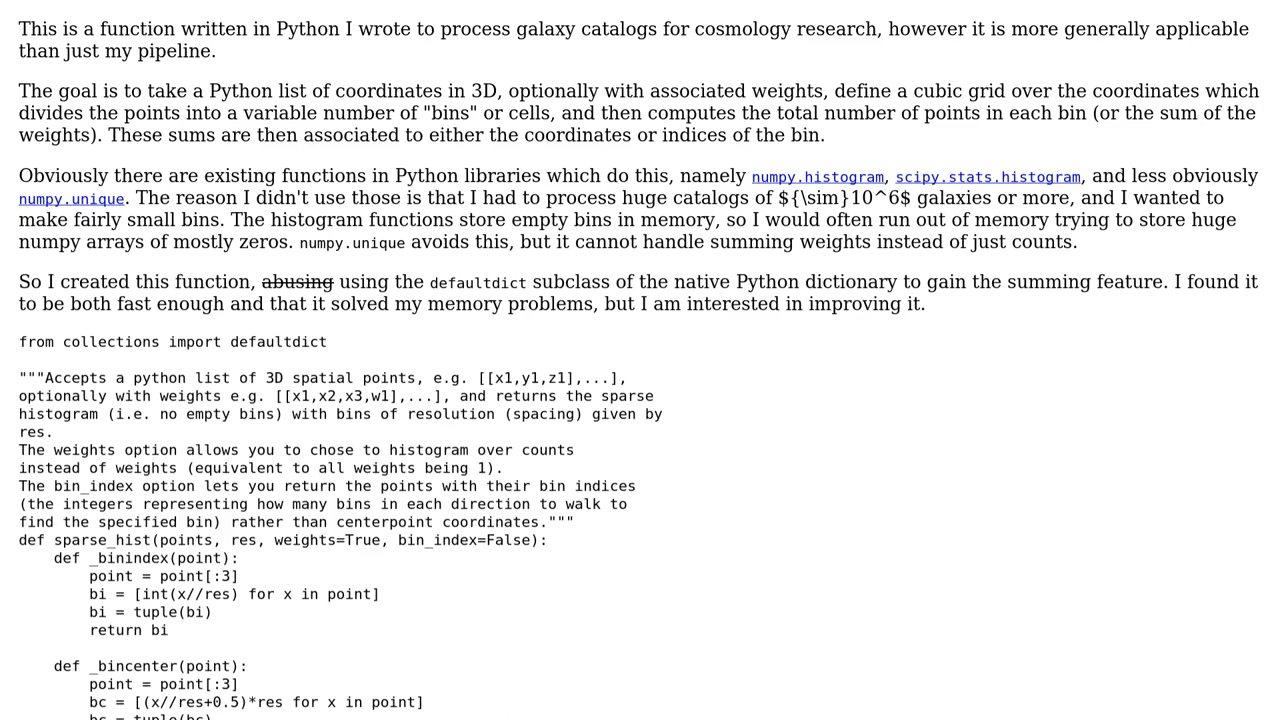 This is a function written in Python I wrote to process galaxy catalogs for cosmology research, however it is more generally applicable
than just my pipeline.
The goal is to take a Python list of coordinates in 3D, optionally with associated weights, define a cubic grid over the coordinates which
divides the points into a variable number of "bins" or cells, and then computes the total number of points in each bin (or the sum of the
weights). These sums are then associated to either the coordinates or indices of the bin.
Obviously there are existing functions in Python libraries which do this, namely numpy.histogram, scipy.stats.histogram, and less obviously
numpy.unique. The reason I didn't use those is that I had to process huge catalogs of ${\sim}10^6$ galaxies or more, and I wanted to
make fairly small bins. The histogram functions store empty bins in memory, so I would often run out of memory trying to store huge
numpy arrays of mostly zeros. numpy.unique avoids this, but it cannot handle summing weights instead of just counts.
So I created this function, abusing using the defaultdict subclass of the native Python dictionary to gain the summing feature. I found it
to be both fast enough and that it solved my memory problems, but I am interested in improving it.
from collections import defaultdict
"""Accepts a python list of 3D spatial points, e.g. [[x1,y1,z1],...],
optionally with weights e.g. [[x1,x2,x3,w1],...], and returns the sparse
histogram (i.e. no empty bins) with bins of resolution (spacing) given by
res.
The weights option allows you to chose to histogram over counts
instead of weights (equivalent to all weights being 1).
The bin_index option lets you return the points with their bin indices
(the integers representing how many bins in each direction to walk to
find the specified bin) rather than centerpoint coordinates."""
def sparse_hist(points, res, weights=True, bin_index=False):
    def _binindex(point):
        point = point[:3]
        bi = [int(x//res) for x in point]
        bi = tuple(bi)
        return bi
    def _bincenter(point):
        point = point[:3]
        bc = [(x//res+0.5)*res for x in point]
        bc = tuple(bc)